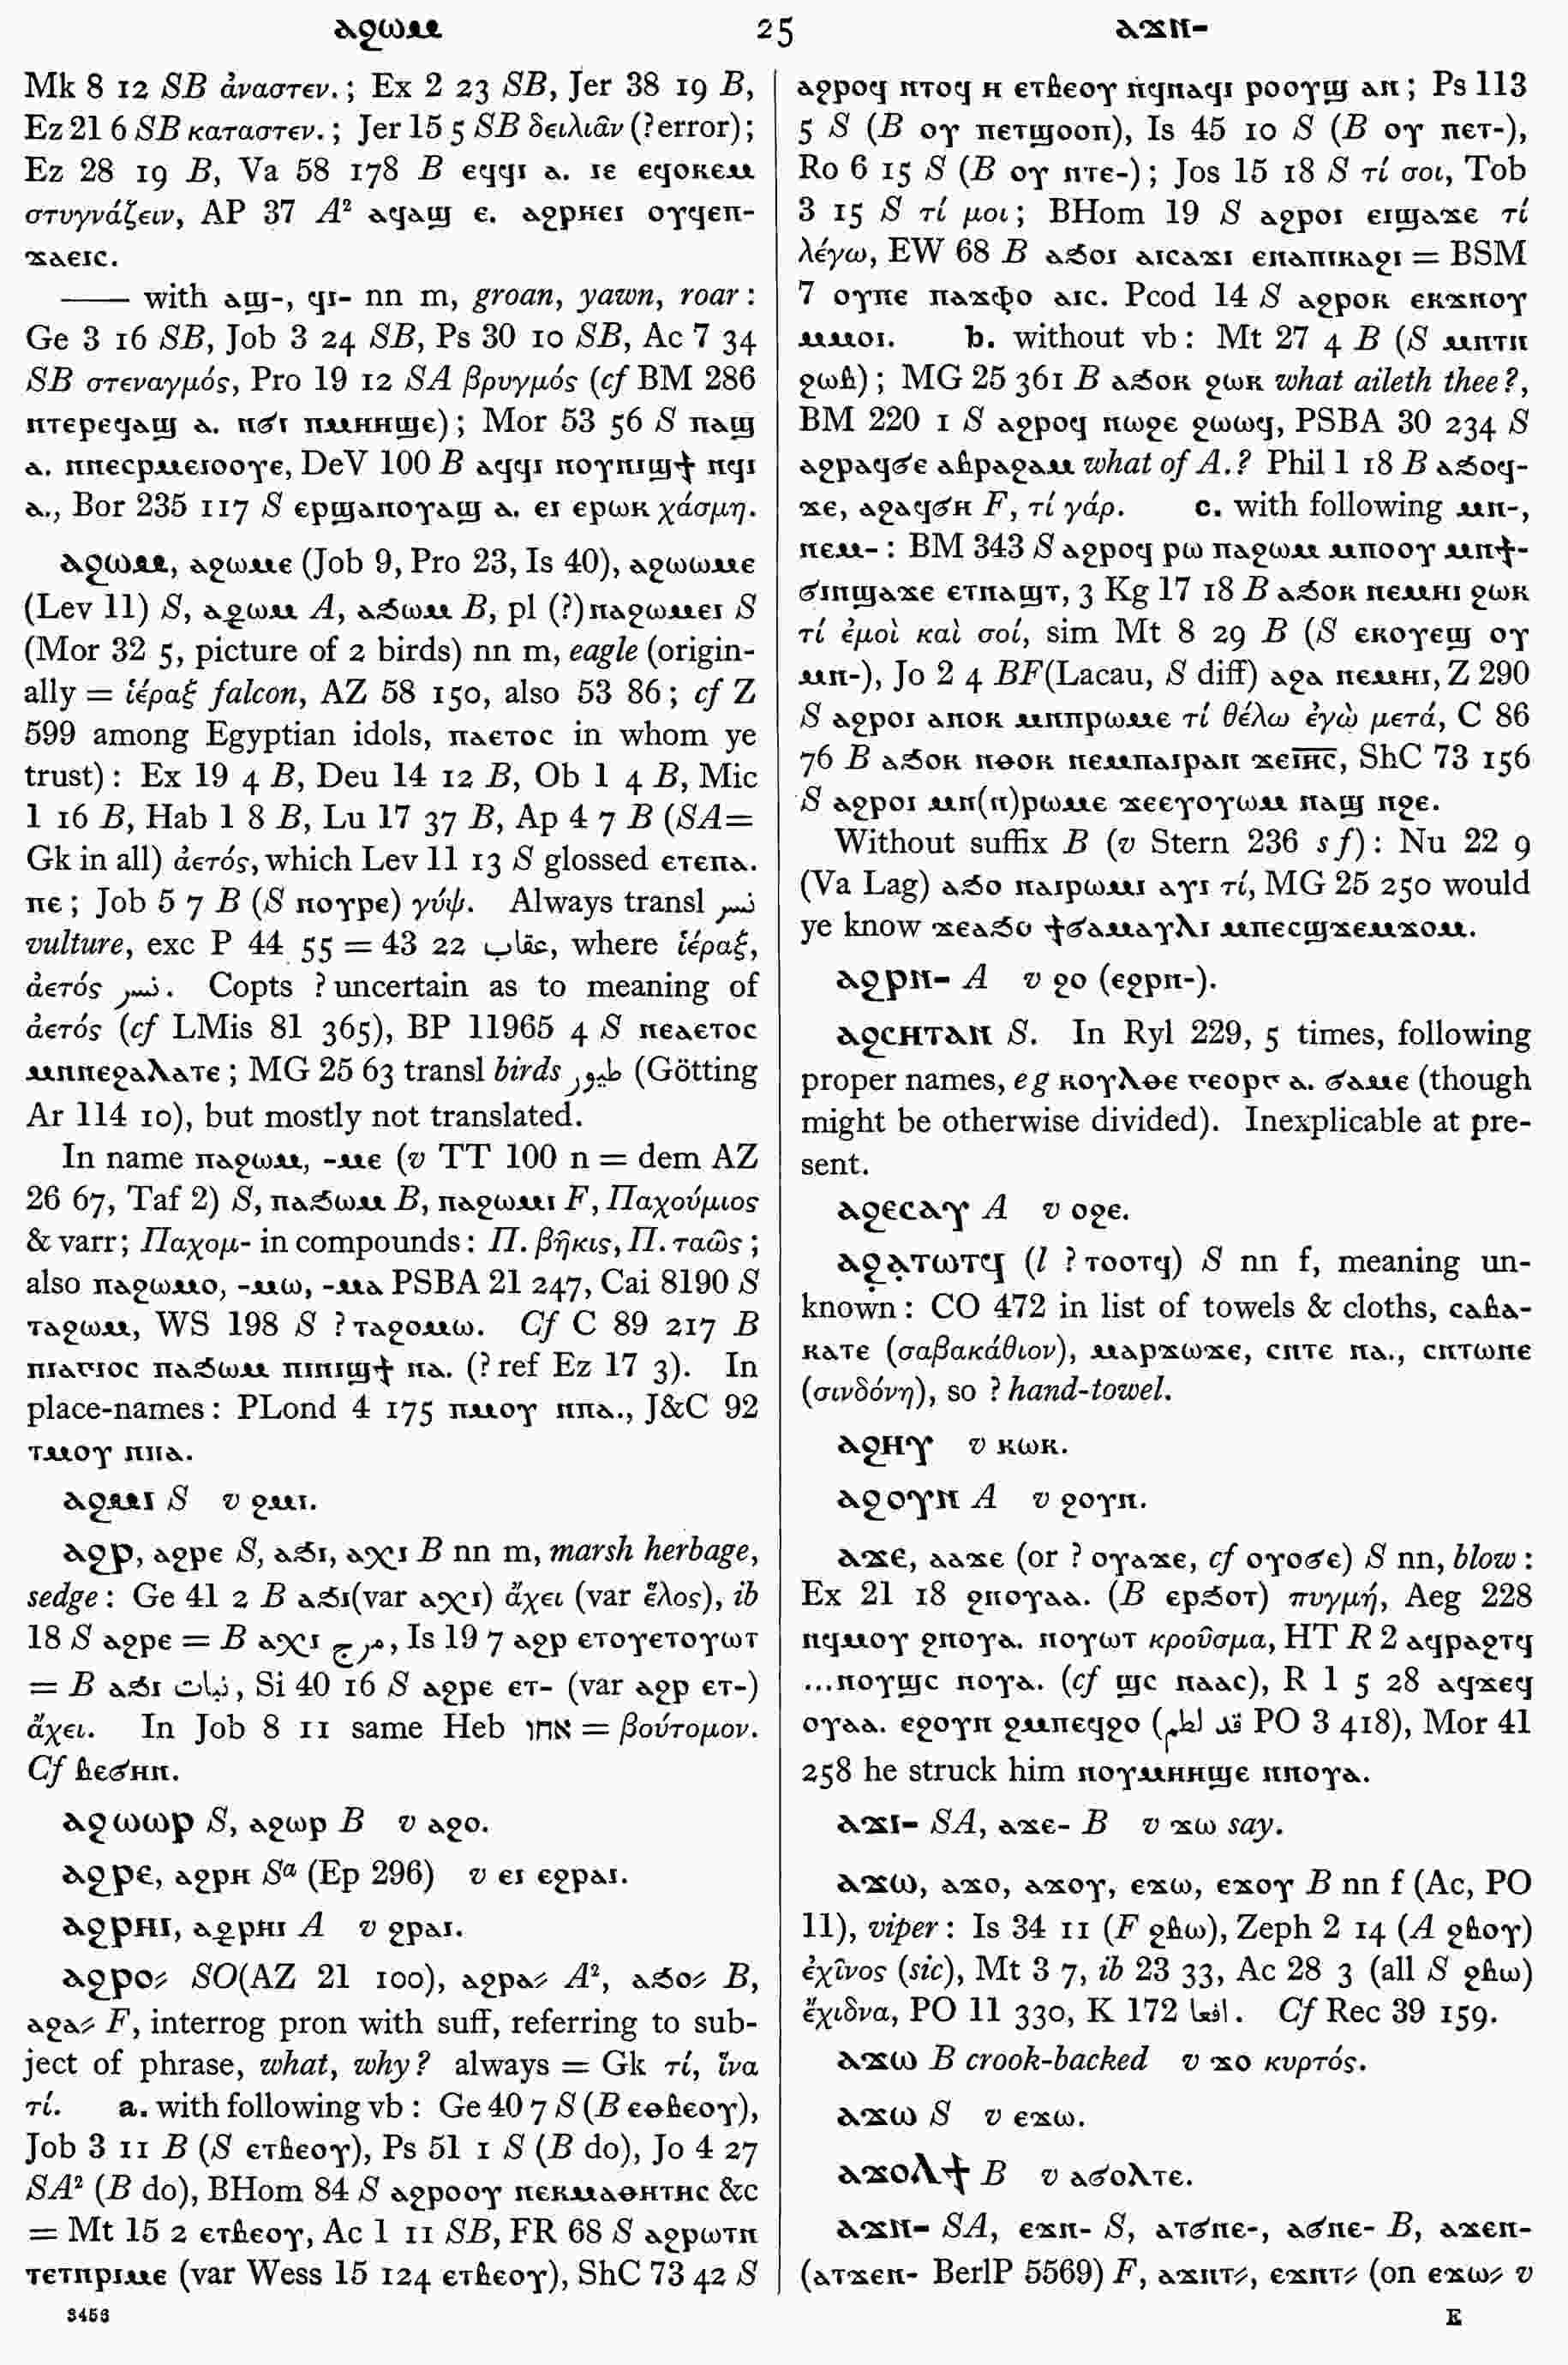 ⲁϩⲱⲙ 25 ⲁϫⲛ-
Mk 8 12 SB ἀναστεν.; Ex 2 23 SB, Jer 38 19 B,
Ez 21 6 SB καταστεν.; Jer 15 5 SB δειλιᾶν (? error);
Ez 28 19 B, Va 58 178 B ⲉϥϥⲓ ⲁ. ⲓⲉ ⲉϥⲟⲕⲉⲙ
στυγνάζειν, AP 37 A² ⲁϥⲁϣ ⲉ. ⲁϩⲣⲏⲉⲓ ⲟⲩϥⲉⲡ-
ϫⲁⲉⲓⲥ.
—— with ⲁϣ-, ϥⲓ- nn m, groan, yawn, roar:
Ge 3 16 SB, Job 3 24 SB, Ps 30 10 SB, Ac 7 34
SB στεναγμός, Pro 19 12 SA βρυγμός (cf BM 286
ⲛⲧⲉⲣⲉϥⲁϣ ⲁ. ⲛϭⲓ ⲡⲙⲏⲏϣⲉ); Mor 53 56 S ⲡⲁϣ
ⲁ. ⲛⲛⲉⲥⲣⲙⲉⲓⲟⲟⲩⲉ, DeV 100 B ⲁϥϥⲓ ⲛⲟⲩⲛⲓϣϯ ⲛϥⲓ
ⲁ., Bor 235 117 S ⲉⲣϣⲁⲛⲟⲩⲁϣ ⲁ. ⲉⲓ ⲉⲣⲱⲕ χάσμη.
ⲁϩⲱⲙ, ⲁϩⲱⲙⲉ (Job 9, Pro 23, Is 40), ⲁϩⲱⲱⲙⲉ
(Lev 11) S, ⲁϩⲱⲙ A, ⲁϧⲱⲙ B, pl (?) ⲛⲁϩⲱⲙⲉⲓ S
(Mor 32 5, picture of 2 birds) nn m, eagle (origin-
ally = ἱέραξ falcon, AZ 58 150, also 53 86; cf Z
599 among Egyptian idols, ⲡⲁⲉⲧⲟⲥ in whom ye
trust): Ex 19 4 B, Deu 14 12 B, Ob 1 4 B, Mic
1 16 B, Hab 1 8 B, Lu 17 37 B, Ap 4 7 B (SA=
Gk in all) ἀετός, which Lev 11 13 S glossed ⲉⲧⲉⲡⲁ.
ⲡⲉ; Job 5 7 B (S ⲛⲟⲩⲣⲉ) γύψ. Always transl نسر
vulture, exc P 44 55 = 43 22 عقاب, where ἱέραξ,
ἀετός نسر. Copts ? uncertain as to meaning of
ἀετός (cf LMis 81 365), BP 11965 4 S ⲡⲉⲁⲉⲧⲟⲥ
ⲙⲛⲛⲉϩⲁⲗⲁⲧⲉ; MG 25 63 transl birds طيور (Götting
Ar 114 10), but mostly not translated.
In name ⲡⲁϩⲱⲙ, -ⲙⲉ (v TT 100 n = dem AZ
26 67, Taf 2) S, ⲡⲁϧⲱⲙ B, ⲡⲁϩⲱⲙⲓ F, Παχούμιος
& varr; Παχομ- in compounds: Π. βῆκις, Π. ταῶς;
also ⲡⲁϩⲱⲙⲟ, -ⲙⲱ, -ⲙⲁ PSBA 21 247, Cai 8190 S
ⲧⲁϩⲱⲙ, WS 198 S ? ⲧⲁϩⲟⲙⲱ. Cf C 89 217 B
ⲡⲓⲁⲅⲓⲟⲥ ⲡⲁϧⲱⲙ ⲡⲓⲛⲓϣϯ ⲛⲁ. (? ref Ez 17 3). In
place-names: PLond 4 175 ⲡⲙⲟⲩ ⲛⲡⲁ., J&C 92
ⲧⲙⲟⲩ ⲛⲡⲁ.
ⲁϩⲙⲓ S v ϩⲙⲓ.
ⲁϩⲣ, ⲁϩⲣⲉ S, ⲁϧⲓ, ⲁⲭⲓ B nn m, marsh herbage,
sedge: Ge 41 2 B ⲁϧⲓ(var ⲁⲭⲓ) ἄχει (var ἕλος), ib
18 S ⲁϩⲣⲉ = B ⲁⲭⲓ مرج, Is 19 7 ⲁϩⲣ ⲉⲧⲟⲩⲉⲧⲟⲩⲱⲧ
= B ⲁϧⲓ نبات, Si 40 16 S ⲁϩⲣⲉ ⲉⲧ- (var ⲁϩⲣ ⲉⲧ-)
ἄχει. In Job 8 11 same Heb אחו = βούτομον.
Cf ⲃⲉϭⲏⲛ.
ⲁϩⲱⲱⲣ S, ⲁϩⲱⲣ B v ⲁϩⲟ.
ⲁϩⲣⲉ, ⲁϩⲣⲏ Sᵃ (Ep 296) v ⲉⲓ ⲉϩⲣⲁⲓ.
ⲁϩⲣⲏⲓ, ⲁϩⲣⲏⲓ A v ϩⲣⲁⲓ.
ⲁϩⲣⲟ⸗ SO(AZ 21 100), ⲁϩⲣⲁ⸗ A², ⲁϧⲟ⸗ B,
ⲁϩⲁ⸗ F, interrog pron with suff, referring to sub-
ject of phrase, what, why? always = Gk τί, ἵνα
τί. a. with following vb: Ge 40 7 S (B ⲉⲑⲃⲉⲟⲩ),
Job 3 11 B (S ⲉⲧⲃⲉⲟⲩ), Ps 51 1 S (B do), Jo 4 27
SA² (B do), BHom 84 S ⲁϩⲣⲟⲟⲩ ⲛⲉⲕⲙⲁⲑⲏⲧⲏⲥ &c
= Mt 15 2 ⲉⲧⲃⲉⲟⲩ, Ac 1 11 SB, FR 68 S ⲁϩⲣⲱⲧⲛ
ⲧⲉⲧⲛⲣⲓⲙⲉ (var Wess 15 124 ⲉⲧⲃⲉⲟⲩ), ShC 73 42 S
3453
ⲁϩⲣⲟϥ ⲛⲧⲟϥ ⲏ ⲉⲧⲃⲉⲟⲩ ⲛϥⲛⲁϥⲓ ⲣⲟⲟⲩϣ ⲁⲛ; Ps 113
5 S (B ⲟⲩ ⲡⲉⲧϣⲟⲟⲡ), Is 45 10 S (B ⲟⲩ ⲡⲉⲧ-),
Ro 6 15 S (B ⲟⲩ ⲛⲧⲉ-); Jos 15 18 S τί σοι, Tob
3 15 S τί μοι; BHom 19 S ⲁϩⲣⲟⲓ ⲉⲓϣⲁϫⲉ τί
λέγω, EW 68 B ⲁϧⲟⲓ ⲁⲓⲥⲁϫⲓ ⲉⲛⲁⲡⲓⲕⲁϩⲓ = BSM
7 ⲟⲩⲡⲉ ⲡⲁϫⲫⲟ ⲁⲓⲥ. Pcod 14 S ⲁϩⲣⲟⲕ ⲉⲕϫⲛⲟⲩ
ⲙⲙⲟⲓ. b. without vb: Mt 27 4 B (S ⲙⲛⲧⲛ
ϩⲱⲃ); MG 25 361 B ⲁϧⲟⲕ ϩⲱⲕ what aileth thee?,
BM 220 1 S ⲁϩⲣⲟϥ ⲛⲱϩⲉ ϩⲱⲱϥ, PSBA 30 234 S
ⲁϩⲣⲁϥϭⲉ ⲁⲃⲣⲁϩⲁⲙ what of A.? Phil 1 18 B ⲁϧⲟϥ-
ϫⲉ, ⲁϩⲁϥϭⲏ F, τί γάρ. c. with following ⲙⲛ-,
ⲛⲉⲙ-: BM 343 S ⲁϩⲣⲟϥ ⲣⲱ ⲡⲁϩⲱⲙ ⲙⲡⲟⲟⲩ ⲙⲛϯ-
ϭⲓⲛϣⲁϫⲉ ⲉⲧⲛⲁϣⲧ, 3 Kg 17 18 B ⲁϧⲟⲕ ⲛⲉⲙⲏⲓ ϩⲱⲕ
τί ἐμοὶ καὶ σοί, sim Mt 8 29 B (S ⲉⲕⲟⲩⲉϣ ⲟⲩ
ⲙⲛ-), Jo 2 4 BF(Lacau, S diff) ⲁϩⲁ ⲛⲉⲙⲏⲓ, Z 290
S ⲁϩⲣⲟⲓ ⲁⲛⲟⲕ ⲙⲛⲡⲣⲱⲙⲉ τί θέλω ἐγὼ μετά, C 86
76 B ⲁϧⲟⲕ ⲛⲑⲟⲕ ⲛⲉⲙⲡⲁⲓⲣⲁⲛ ϫⲉⲓ̅ⲏ̅ⲥ̅, ShC 73 156
S ⲁϩⲣⲟⲓ ⲙⲛ(ⲡ)ⲣⲱⲙⲉ ϫⲉⲉⲩⲟⲩⲱⲙ ⲛⲁϣ ⲛϩⲉ.
Without suffix B (v Stern 236 s f): Nu 22 9
(Va Lag) ⲁϧⲟ ⲡⲁⲓⲣⲱⲙⲓ ⲁⲩⲓ τί, MG 25 250 would
ye know ϫⲉⲁϧⲟ ϯϭⲁⲙⲁⲩⲗⲓ ⲙⲡⲉⲥϣϫⲉⲙϫⲟⲙ.
ⲁϩⲣⲛ- A v ϩⲟ (ⲉϩⲣⲛ-).
ⲁϩⲥⲏⲧⲁⲛ S. In Ryl 229, 5 times, following
proper names, eg ⲕⲟⲩⲗⲑⲉ ⲅⲉⲟⲣⲅ ⲁ. ϭⲁⲙⲉ (though
might be otherwise divided). Inexplicable at pre-
sent.
ⲁϩⲉⲥⲁⲩ A v ⲟϩⲉ.
ⲁϩⲁ̣ⲧⲱⲧϥ (l ? ⲧⲟⲟⲧϥ) S nn f, meaning un-
known: CO 472 in list of towels & cloths, ⲥⲁⲃⲁ-
ⲕⲁⲧⲉ (σαβακάθιον), ⲙⲁⲣϫⲱϫⲉ, ⲥⲛⲧⲉ ⲛⲁ., ⲥⲛⲧⲱⲛⲉ
(σινδόνη), so ? hand-towel.
ⲁϩⲏⲩ v ⲕⲱⲕ.
ⲁϩⲟⲩⲛ A v ϩⲟⲩⲛ.
ⲁϫⲉ, ⲁⲁϫⲉ (or ? ⲟⲩⲁϫⲉ, cf ⲟⲩⲟϭⲉ) S nn, blow:
Ex 21 18 ϩⲛⲟⲩⲁⲁ. (B ⲉⲣϧⲟⲧ) πυγμή, Aeg 228
ⲛϥⲙⲟⲩ ϩⲛⲟⲩⲁ. ⲛⲟⲩⲱⲧ κροῦσμα, HT R 2 ⲁϥⲣⲁϩⲧϥ
...ⲛⲟⲩϣⲥ ⲛⲟⲩⲁ. (cf ϣⲥ ⲛⲁⲁⲥ), R 1 5 28 ⲁϥϫⲉϥ
ⲟⲩⲁⲁ. ⲉϩⲟⲩⲛ ϩⲙⲡⲉϥϩⲟ (قد لطم PO 3 418), Mor 41
258 he struck him ⲛⲟⲩⲙⲏⲏϣⲉ ⲛⲛⲟⲩⲁ.
ⲁϫⲓ- SA, ⲁϫⲉ- B v ϫⲱ say.
ⲁϫⲱ, ⲁϫⲟ, ⲁϫⲟⲩ, ⲉϫⲱ, ⲉϫⲟⲩ B nn f (Ac, PO
11), viper: Is 34 11 (F ϩⲃⲱ), Zeph 2 14 (A ϩⲃⲟⲩ)
ἐχῖνος (sic), Mt 3 7, ib 23 33, Ac 28 3 (all S ϩⲃⲱ)
ἔχιδνα, PO 11 330, K 172 افعا. Cf Rec 39 159.
ⲁϫⲱ B crook-backed v ϫⲟ κυρτός.
ⲁϫⲱ S v ⲉϫⲱ.
ⲁϫⲟⲗϯ B v ⲁϭⲟⲗⲧⲉ.
ⲁϫⲛ- SA, ⲉϫⲛ- S, ⲁⲧϭⲛⲉ-, ⲁϭⲛⲉ- B, ⲁϫⲉⲛ-
(ⲁⲧϫⲉⲛ- BerlP 5569) F, ⲁϫⲛⲧ⸗, ⲉϫⲛⲧ⸗ (on ⲉϫⲱ⸗ v
E